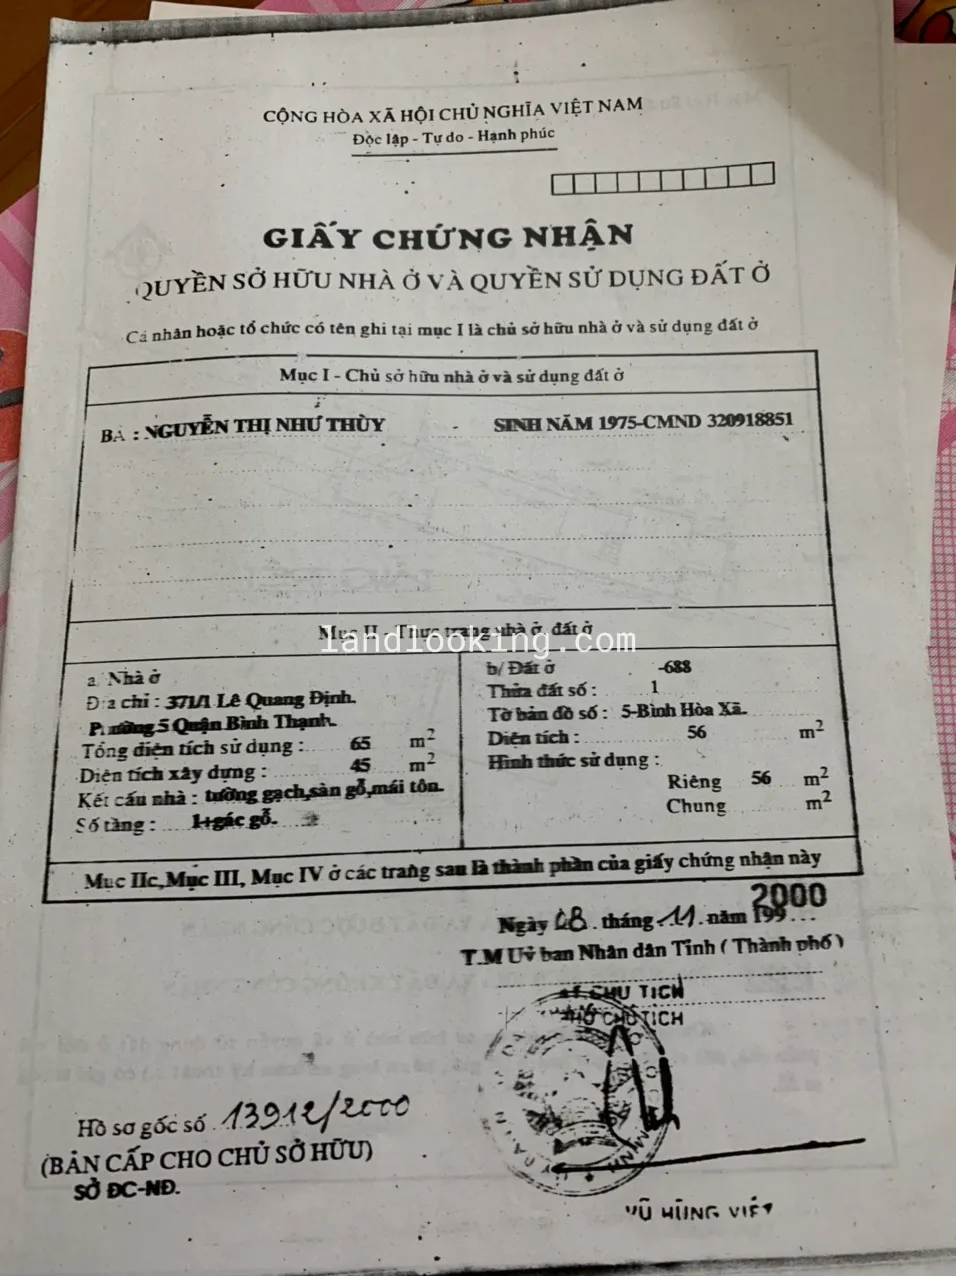 CỘNG HÒA XÃ HỘI CHỦ NGHĨA VIỆT NAM
Độc lập - Tự do - Hạnh phúc
GIẤY CHỨNG NHẬN
QUYỀN SỞ HỮU NHÀ Ở VÀ QUYỀN SỬ DỤNG ĐẤT Ở
Cá nhân hoặc tổ chức có tên ghi tại mục I là chủ sở hữu nhà ở và sử dụng đất ở
Mục I - Chủ sở hữu nhà ở và sử dụng đất ở
BÀ : NGUYỄN THỊ NHƯ THÙY - SINH NĂM 1975-CMND 320918851
Mục II - Thực trạng nhà ở, đất ở
landlooking.com
a. Nhà ở
Địa chỉ : 371/1 Lê Quang Định.
Phường 5 Quận Bình Thạnh.
Tổng diện tích sử dụng : 65 m2
Diện tích xây dựng : 45 m2
Kết cấu nhà : tường gạch,sàn gỗ,mái tôn.
Số tầng : 1+gác gỗ.
b/ Đất ở -688
Thửa đất số : 1
Tờ bản đồ số : 5-Bình Hòa Xã.
Diện tích : 56 m2
Hình thức sử dụng :
Riêng 56 m2
Chung m2
Mục IIc,Mục III, Mục IV ở các trang sau là thành phần của giấy chứng nhận này
2000
Ngày 08 . tháng .11. năm 199...
T.M Uỷ ban Nhân dân Tỉnh ( Thành phố )
CHỦ TỊCH
PHÓ CHỦ TỊCH
Hồ sơ gốc số . 13912/2000
(BẢN CẤP CHO CHỦ SỞ HỮU)
SỞ ĐC-NĐ.
VŨ HÙNG VIỆT